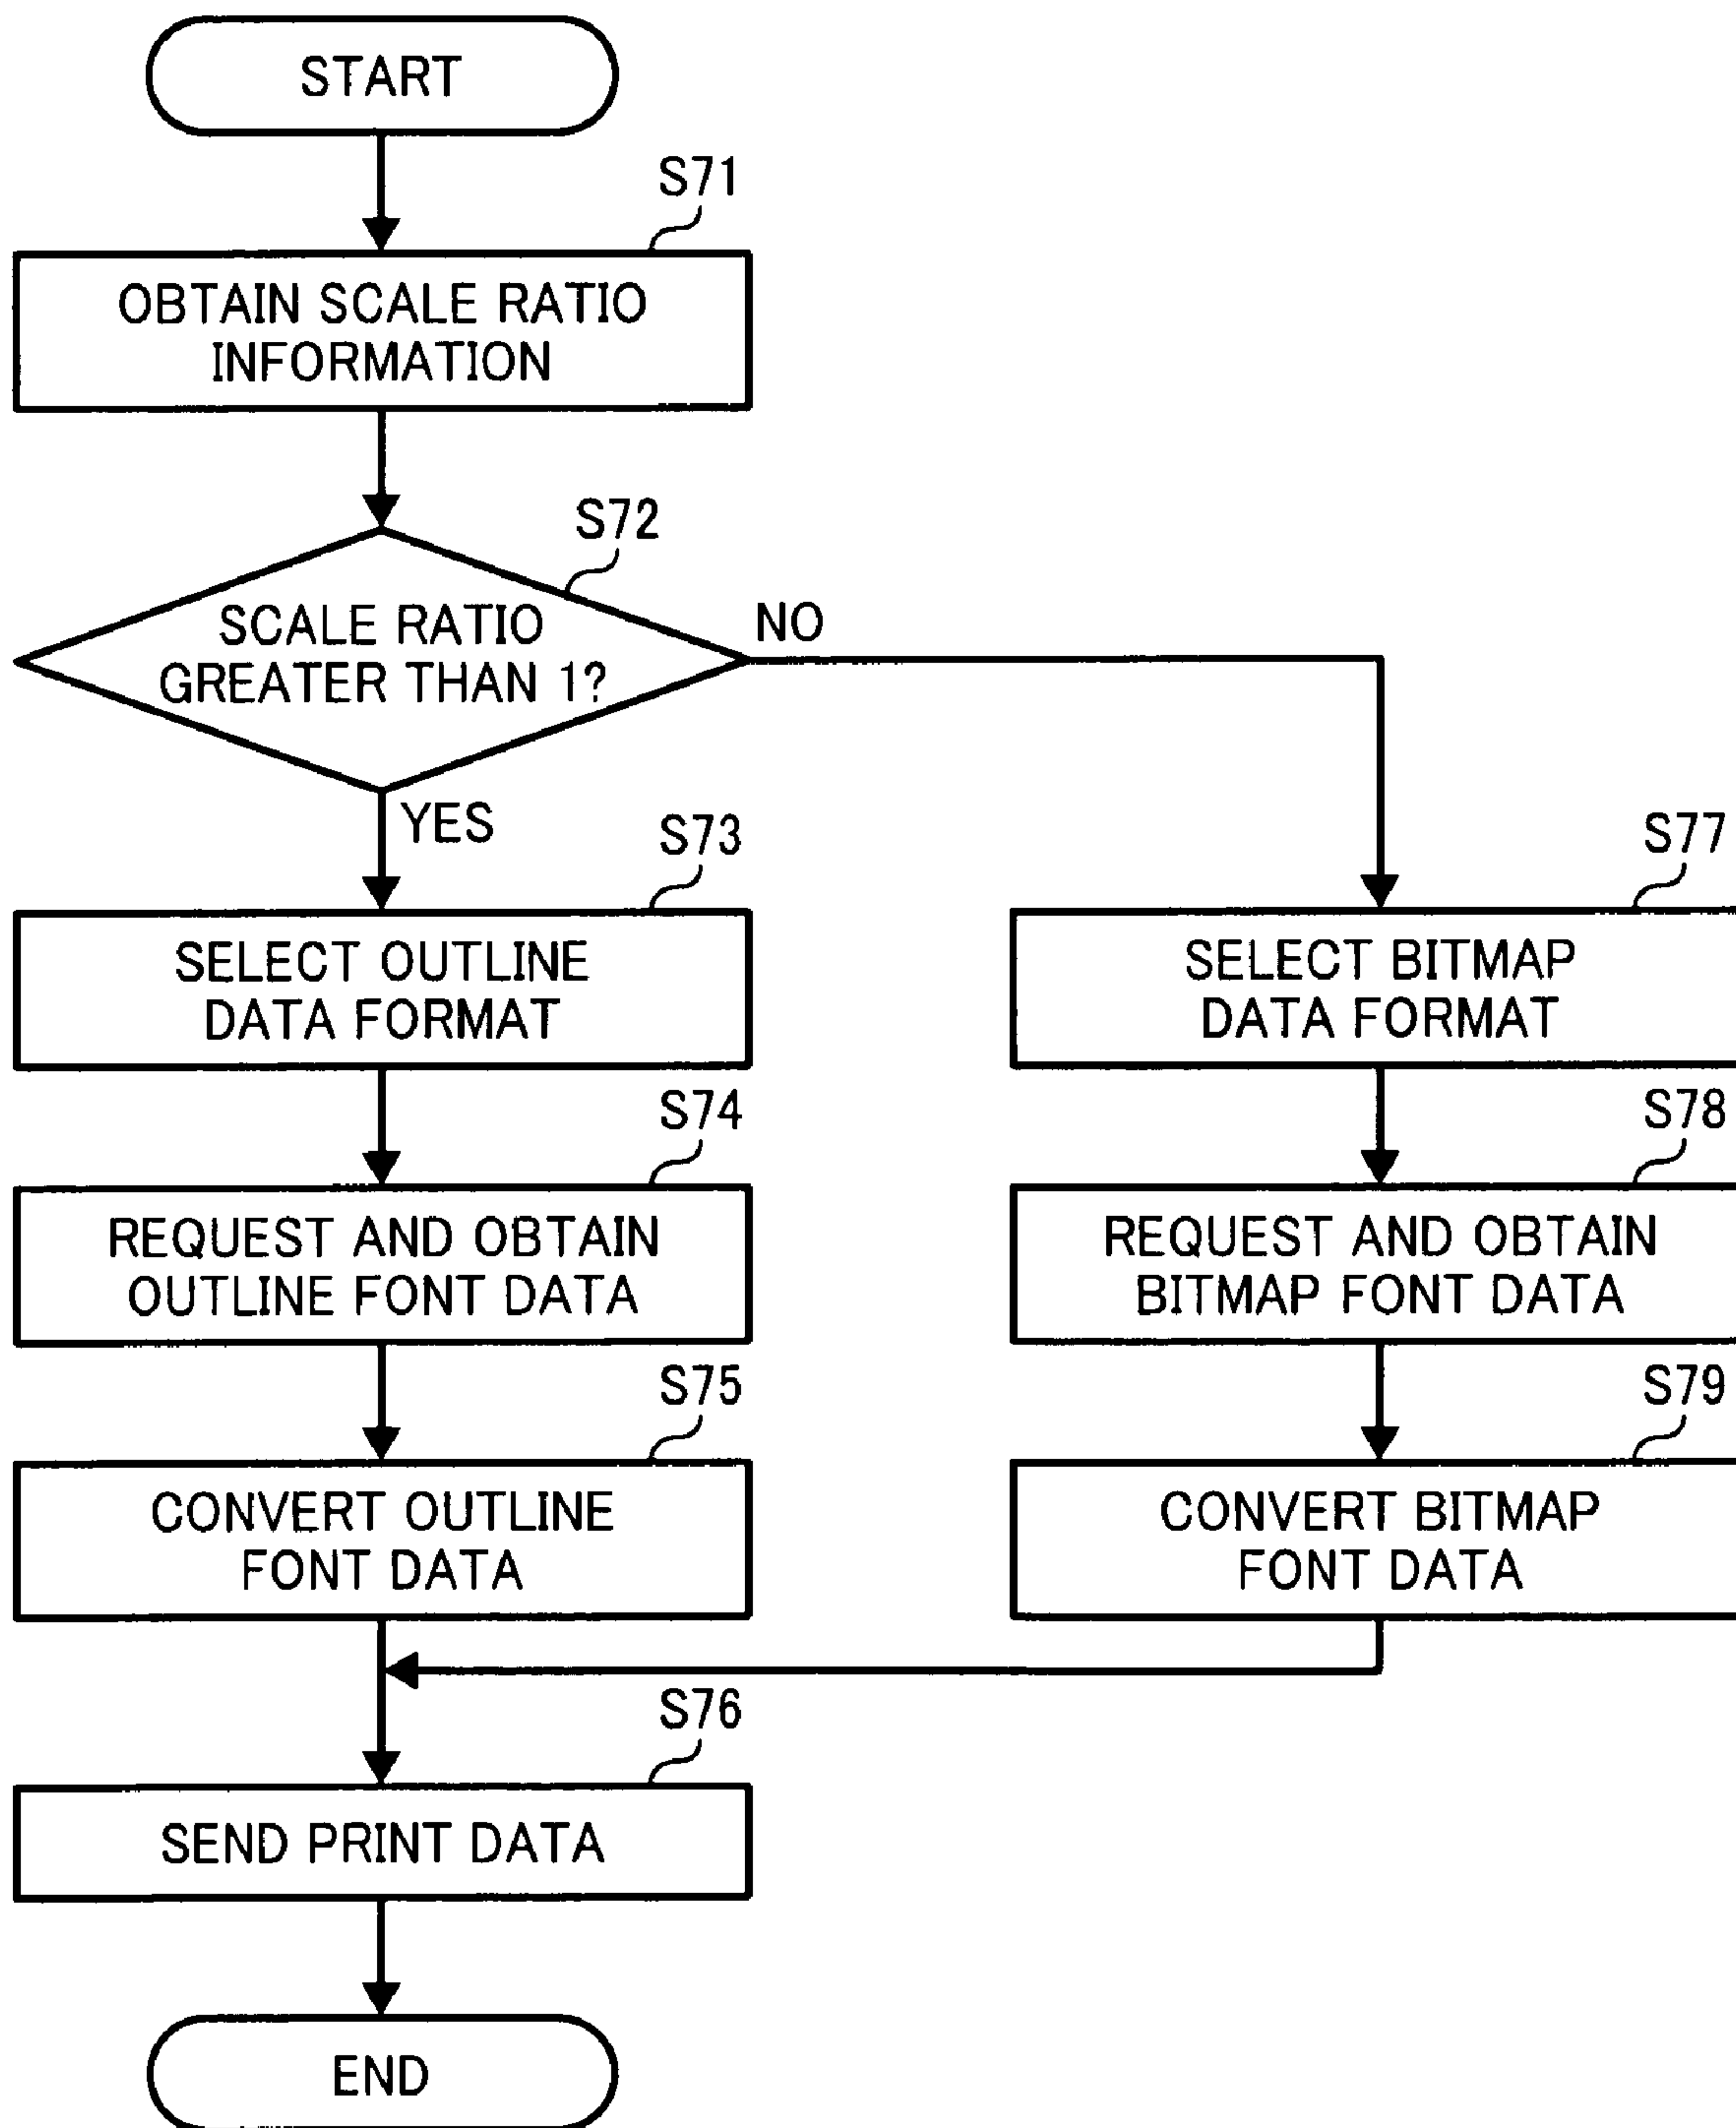 START
S71
OBTAIN SCALE RATIO
INFORMATION
S72
SCALE RATIO
GREATER THAN 1?
NO
YES
S73
SELECT OUTLINE
DATA FORMAT
S77
SELECT BITMAP
DATA FORMAT
S74
REQUEST AND OBTAIN
OUTLINE FONT DATA
S78
REQUEST AND OBTAIN
BITMAP FONT DATA
S75
CONVERT OUTLINE
FONT DATA
S79
CONVERT BITMAP
FONT DATA
S76
SEND PRINT DATA
END